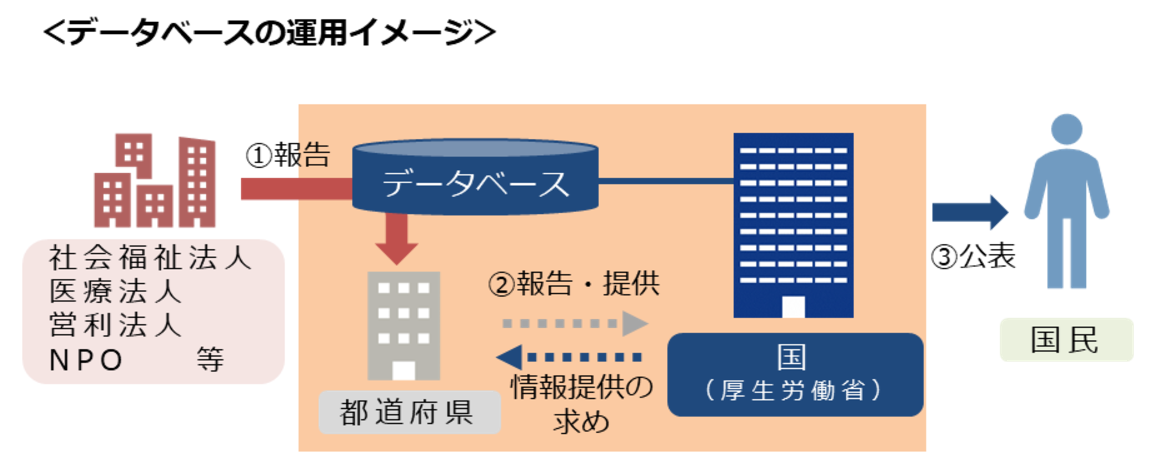 ＜データベースの運用イメージ＞
①報告
データベース
社会福祉法人
医療法人
営利法人
NPO 等
②報告・提供
情報提供の
求め
都道府県
国
（厚生労働省）
③公表
国民